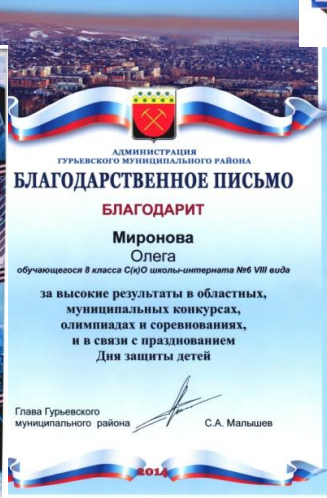 АДМИНИСТРАЦИЯ
ГУРЬЕВСКОГО МУНИЦИПАЛЬНОГО РАЙОНА
БЛАГОДАРСТВЕННОЕ ПИСЬМО
БЛАГОДАРИТ
Миронова
Олега
обучающегося 8 класса С(к)О школы-интерната №6 VIII вида
за высокие результаты в областных,
муниципальных конкурсах,
олимпиадах и соревнованиях,
и в связи с празднованием
Дня защиты детей
Глава Гурьевского
муниципального района С.А. Малышев
2014